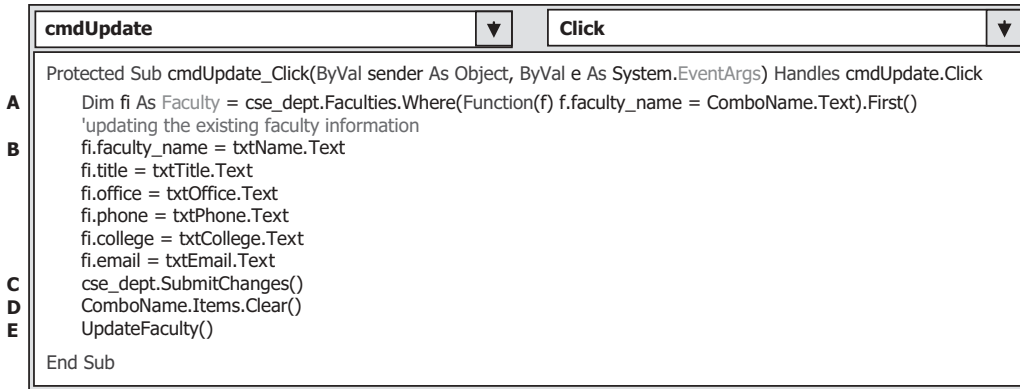 cmdUpdate Click
Protected Sub cmdUpdate_Click(ByVal sender As Object, ByVal e As System.EventArgs) Handles cmdUpdate.Click
A Dim fi As Faculty = cse_dept.Faculties.Where(Function(f) f.faculty_name = ComboName.Text).First()
'updating the existing faculty information
B fi.faculty_name = txtName.Text
fi.title = txtTitle.Text
fi.office = txtOffice.Text
fi.phone = txtPhone.Text
fi.college = txtCollege.Text
fi.email = txtEmail.Text
C cse_dept.SubmitChanges()
D ComboName.Items.Clear()
E UpdateFaculty()
End Sub